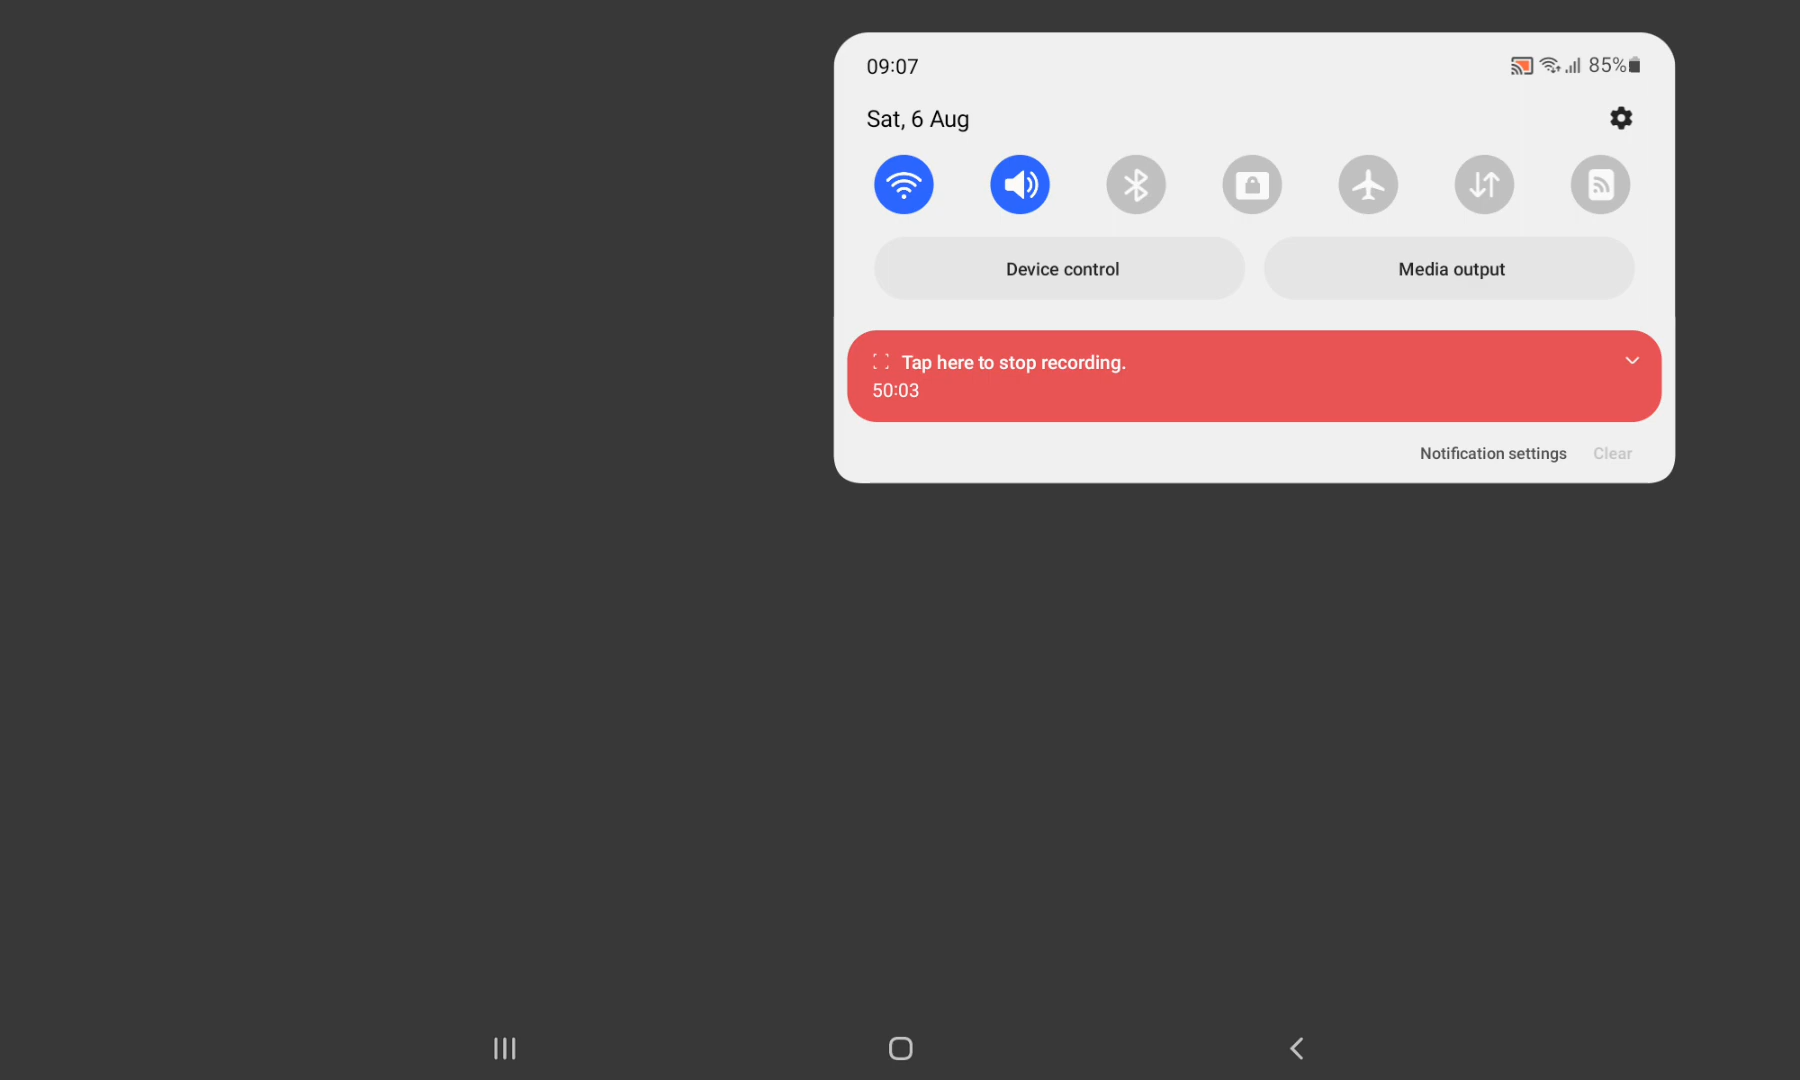 09:07
85%
Sat, 6 Aug
Device control
Media output
Tap here to stop recording.
50:03
Notification settings
Clear